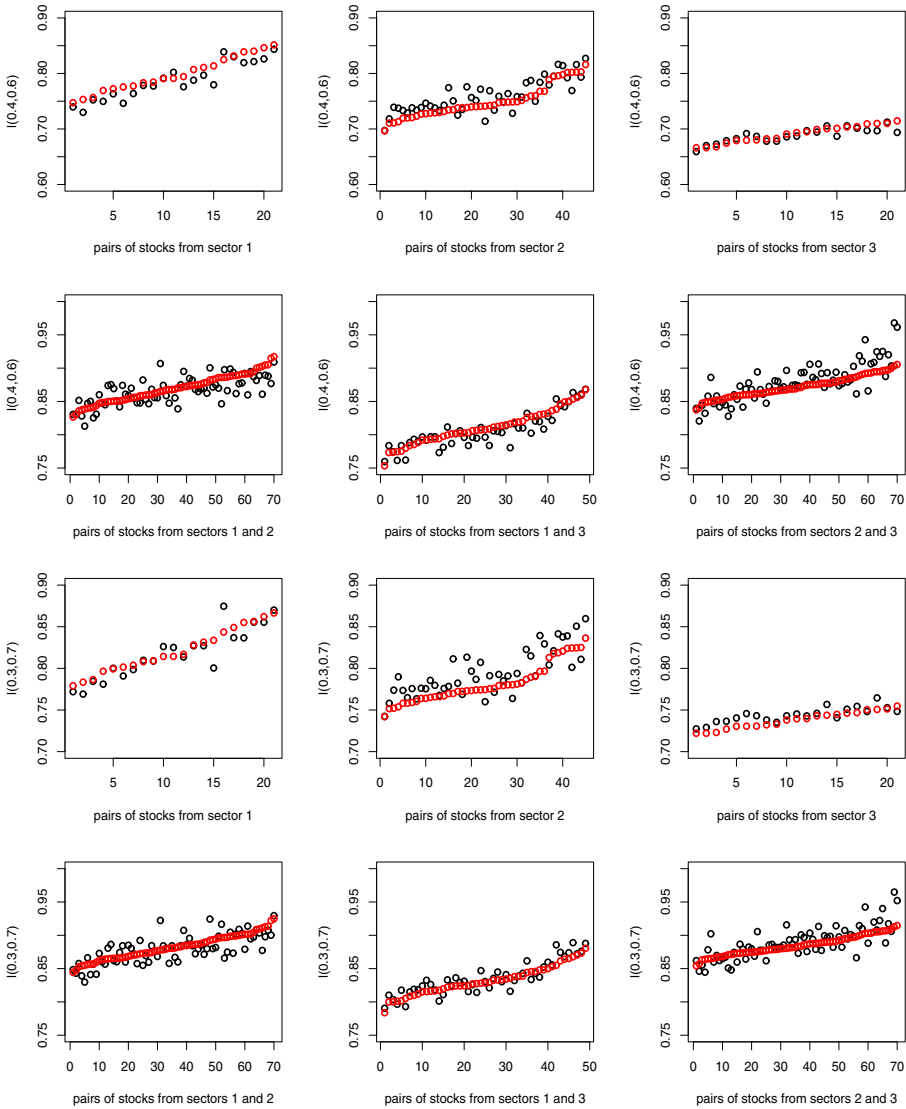 0.60 0.70 0.80 0.90
I(0.4,0.6)
5 10 15 20
pairs of stocks from sector 1
0.60 0.70 0.80 0.90
I(0.4,0.6)
0 10 20 30 40
pairs of stocks from sector 2
0.60 0.70 0.80 0.90
I(0.4,0.6)
5 10 15 20
pairs of stocks from sector 3
0.75 0.85 0.95
I(0.4,0.6)
0 10 20 30 40 50 60 70
pairs of stocks from sectors 1 and 2
0.75 0.85 0.95
I(0.4,0.6)
0 10 20 30 40 50
pairs of stocks from sectors 1 and 3
0.75 0.85 0.95
I(0.4,0.6)
0 10 20 30 40 50 60 70
pairs of stocks from sectors 2 and 3
0.70 0.75 0.80 0.85 0.90
I(0.3,0.7)
5 10 15 20
pairs of stocks from sector 1
0.70 0.75 0.80 0.85 0.90
I(0.3,0.7)
0 10 20 30 40
pairs of stocks from sector 2
0.70 0.75 0.80 0.85 0.90
I(0.3,0.7)
5 10 15 20
pairs of stocks from sector 3
0.75 0.85 0.95
I(0.3,0.7)
0 10 20 30 40 50 60 70
pairs of stocks from sectors 1 and 2
0.75 0.85 0.95
I(0.3,0.7)
0 10 20 30 40 50
pairs of stocks from sectors 1 and 3
0.75 0.85 0.95
I(0.3,0.7)
0 10 20 30 40 50 60 70
pairs of stocks from sectors 2 and 3